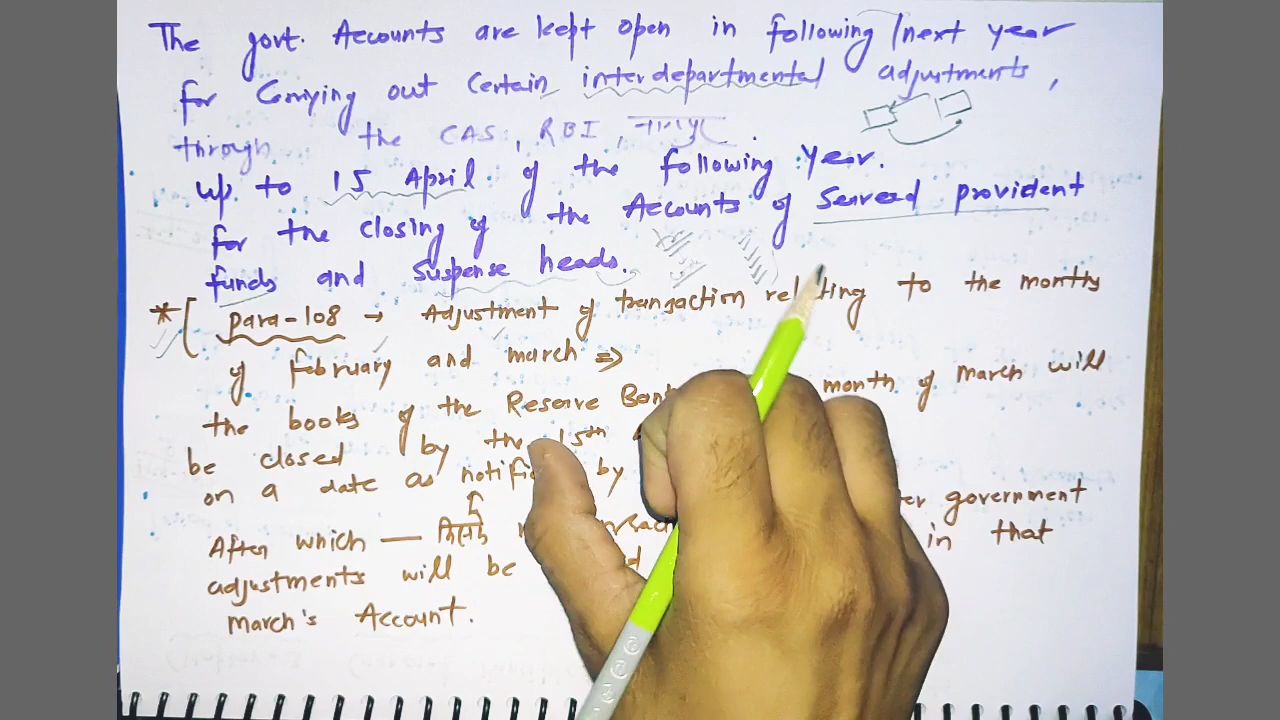 The govt. Accounts are kept open in following/next year
for Carrying out Certain interdepartmental adjustments,
through the CAS, RBI,
up to 15 April of the following year.
for the closing of the Accounts of Several provident
funds and Suspense heads.
* [ para-108 → Adjustment of transaction relating to the months
of February and march ⇒
the books of the Reserve Bank month of March will
be closed by the 15th
on a date as notified by
After which — government
adjustments will be in that
March's Account.